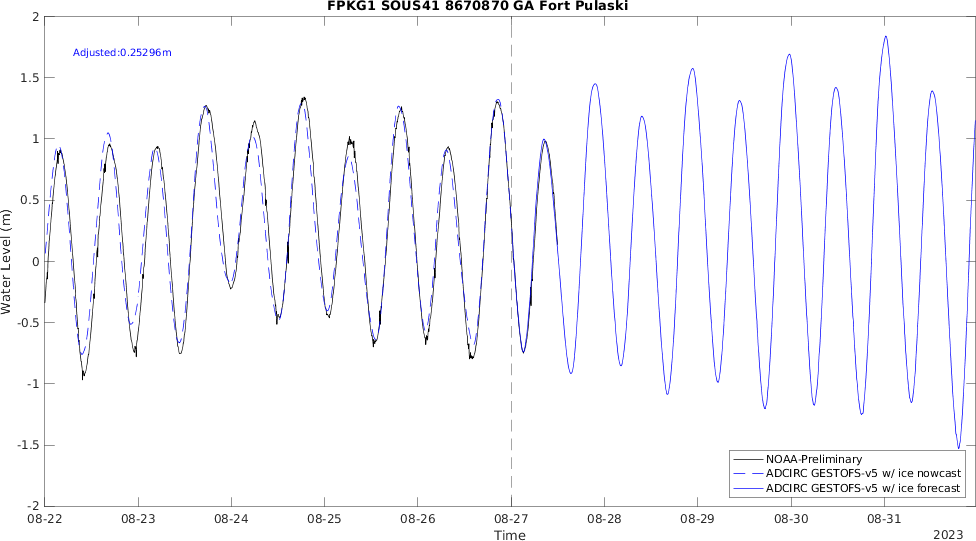 FPKG1 SOUS41 8670870 GA Fort Pulaski
Adjusted:0.25296m
Water Level (m)
2
1.5
1
0.5
0
-0.5
-1
-1.5
-2
NOAA-Preliminary
ADCIRC GESTOFS-v5 w/ ice nowcast
ADCIRC GESTOFS-v5 w/ ice forecast
08-22 08-23 08-24 08-25 08-26 08-27 08-28 08-29 08-30 08-31
Time
2023